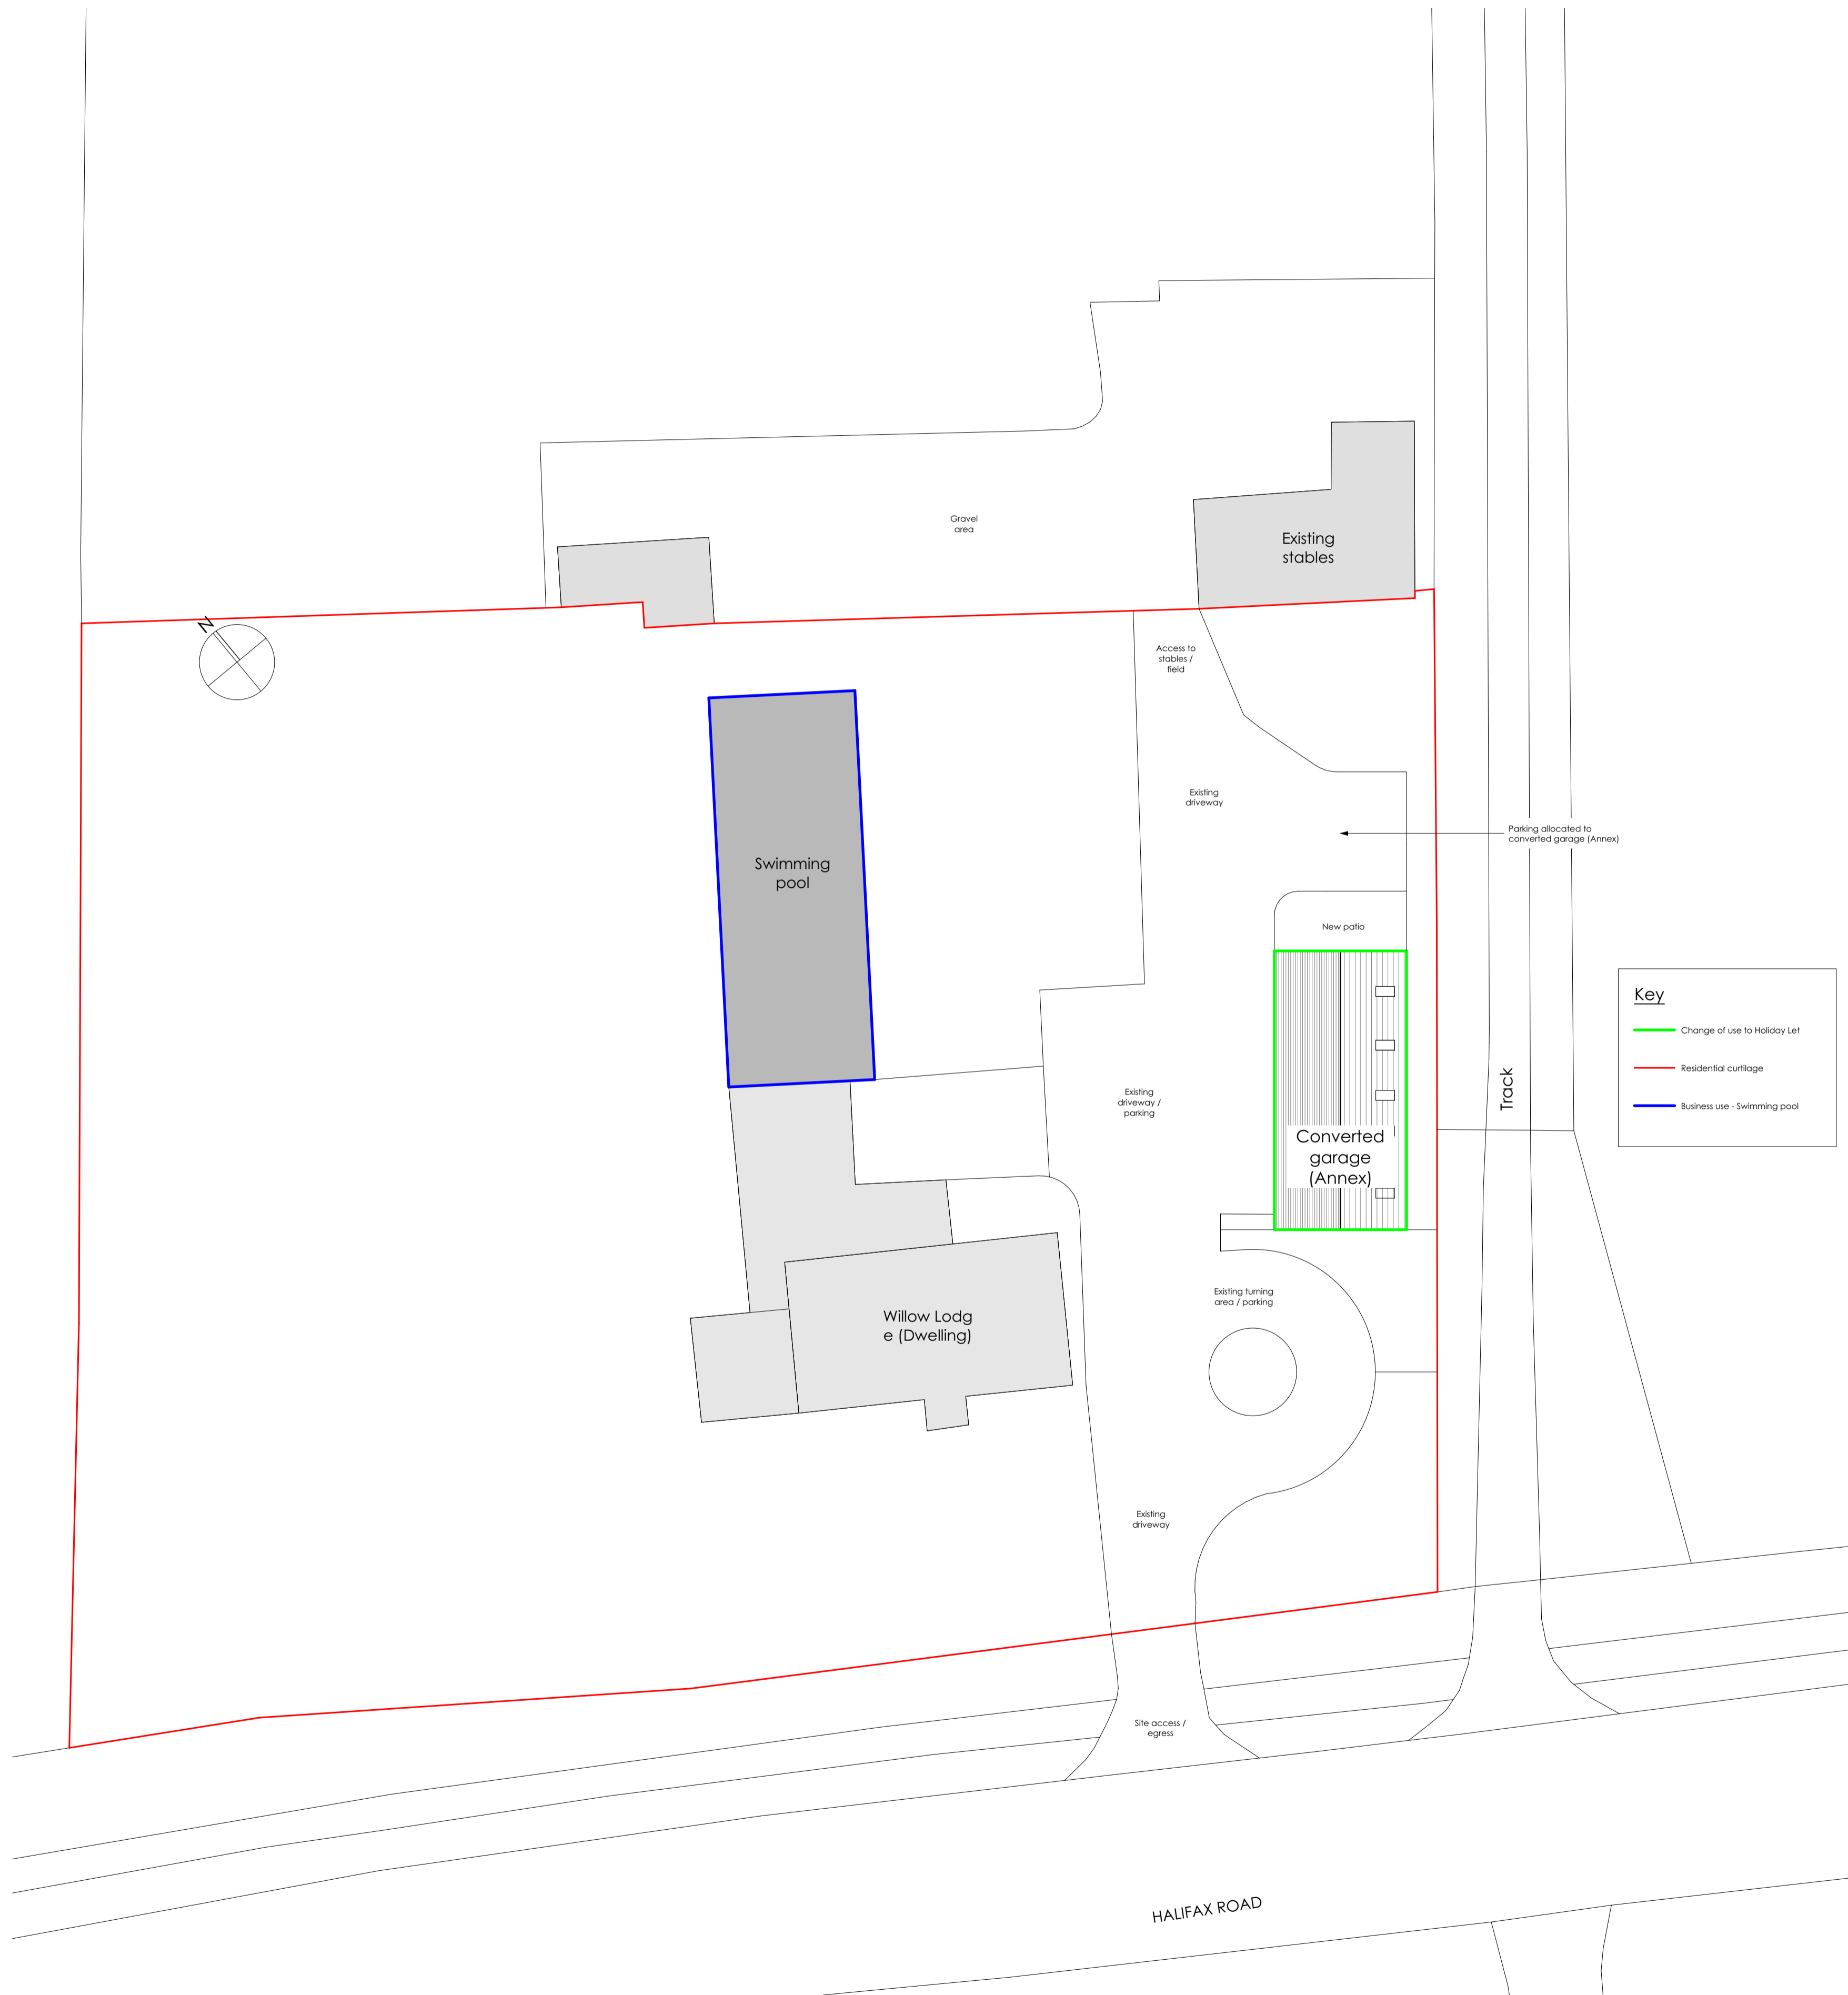 Gravel
area
Existing
stables
N
Access to
stables /
field
Existing
driveway
Parking allocated to
converted garage (Annex)
Swimming
pool
New patio
Key
Change of use to Holiday Let
Residential curtilage
Business use - Swimming pool
Track
Existing
driveway /
parking
Converted
garage
(Annex)
Existing turning
area / parking
Willow Lodg
e (Dwelling)
Existing
driveway
Site access /
egress
HALIFAX ROAD